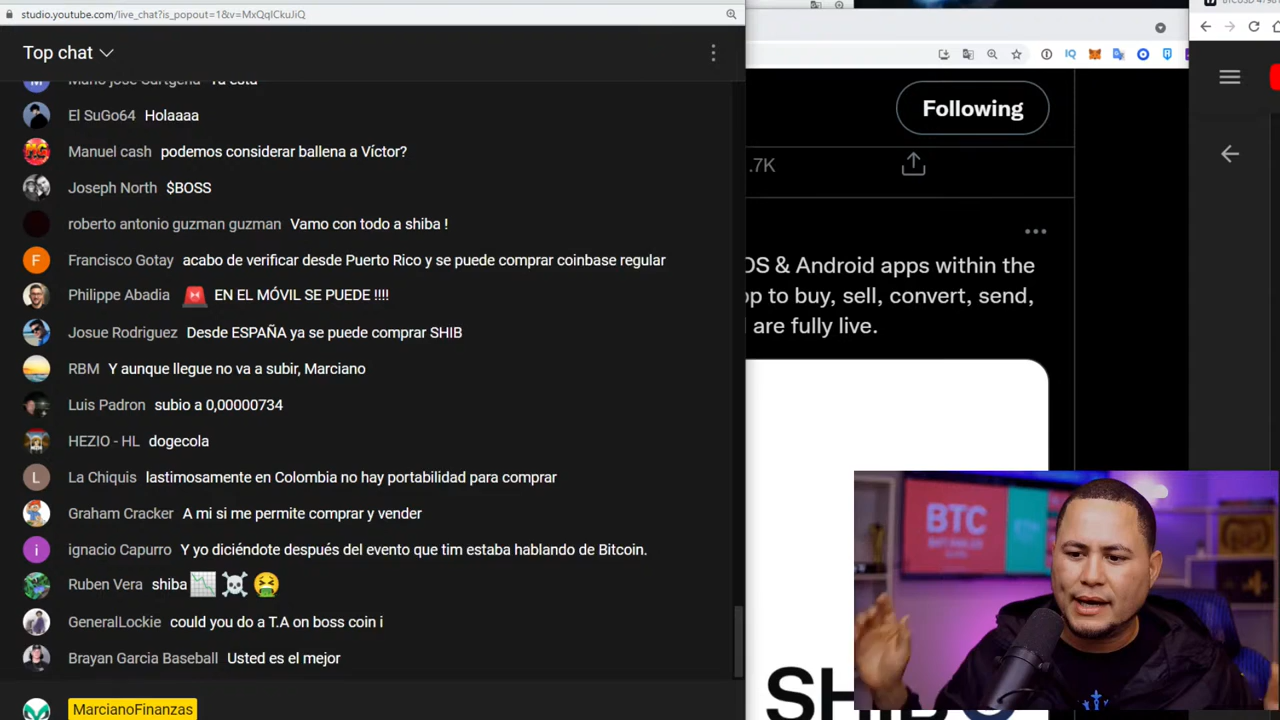 studio.youtube.com/live_chat?is_popout=1&v=MxQqlCkuJiQ
Top chat
El SuGo64 Holaaaa
Manuel cash podemos considerar ballena a Víctor?
Joseph North $BOSS
roberto antonio guzman guzman Vamo con todo a shiba !
Francisco Gotay acabo de verificar desde Puerto Rico y se puede comprar coinbase regular
Philippe Abadia EN EL MÓVIL SE PUEDE !!!!
Josue Rodriguez Desde ESPAÑA ya se puede comprar SHIB
RBM Y aunque llegue no va a subir, Marciano
Luis Padron subio a 0,00000734
HEZIO - HL dogecola
La Chiquis lastimosamente en Colombia no hay portabilidad para comprar
Graham Cracker A mi si me permite comprar y vender
ignacio Capurro Y yo diciéndote después del evento que tim estaba hablando de Bitcoin.
Ruben Vera shiba
GeneralLockie could you do a T.A on boss coin i
Brayan Garcia Baseball Usted es el mejor
MarcianoFinanzas
Following
.7K
OS & Android apps within the
op to buy, sell, convert, send,
are fully live.
SHIB
BTC